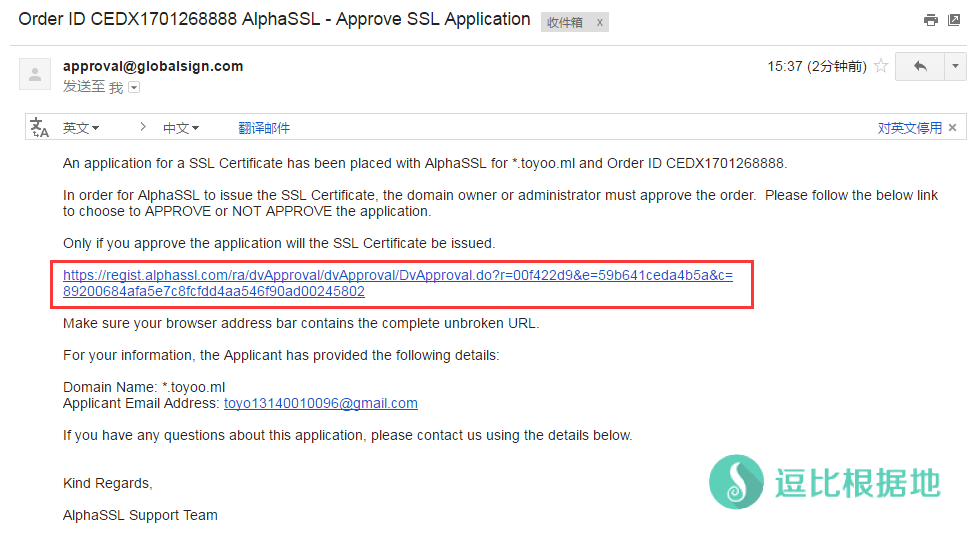 Order ID CEDX1701268888 AlphaSSL - Approve SSL Application 收件箱 x
approval@globalsign.com 15:37 (2分钟前)
发送至 我
英文 中文 翻译邮件 对英文停用 ×
An application for a SSL Certificate has been placed with AlphaSSL for *.toyoo.ml and Order ID CEDX1701268888.
In order for AlphaSSL to issue the SSL Certificate, the domain owner or administrator must approve the order.  Please follow the below link
to choose to APPROVE or NOT APPROVE the application.
Only if you approve the application will the SSL Certificate be issued.
https://regist.alphassl.com/ra/dvApproval/dvApproval/DvApproval.do?r=00f422d9&e=59b641ceda4b5a&c=
89200684afa5e7c8fcfdd4aa546f90ad00245802
Make sure your browser address bar contains the complete unbroken URL.
For your information, the Applicant has provided the following details:
Domain Name: *.toyoo.ml
Applicant Email Address: toyo13140010096@gmail.com
If you have any questions about this application, please contact us using the details below.
Kind Regards,
AlphaSSL Support Team
逗比根据地